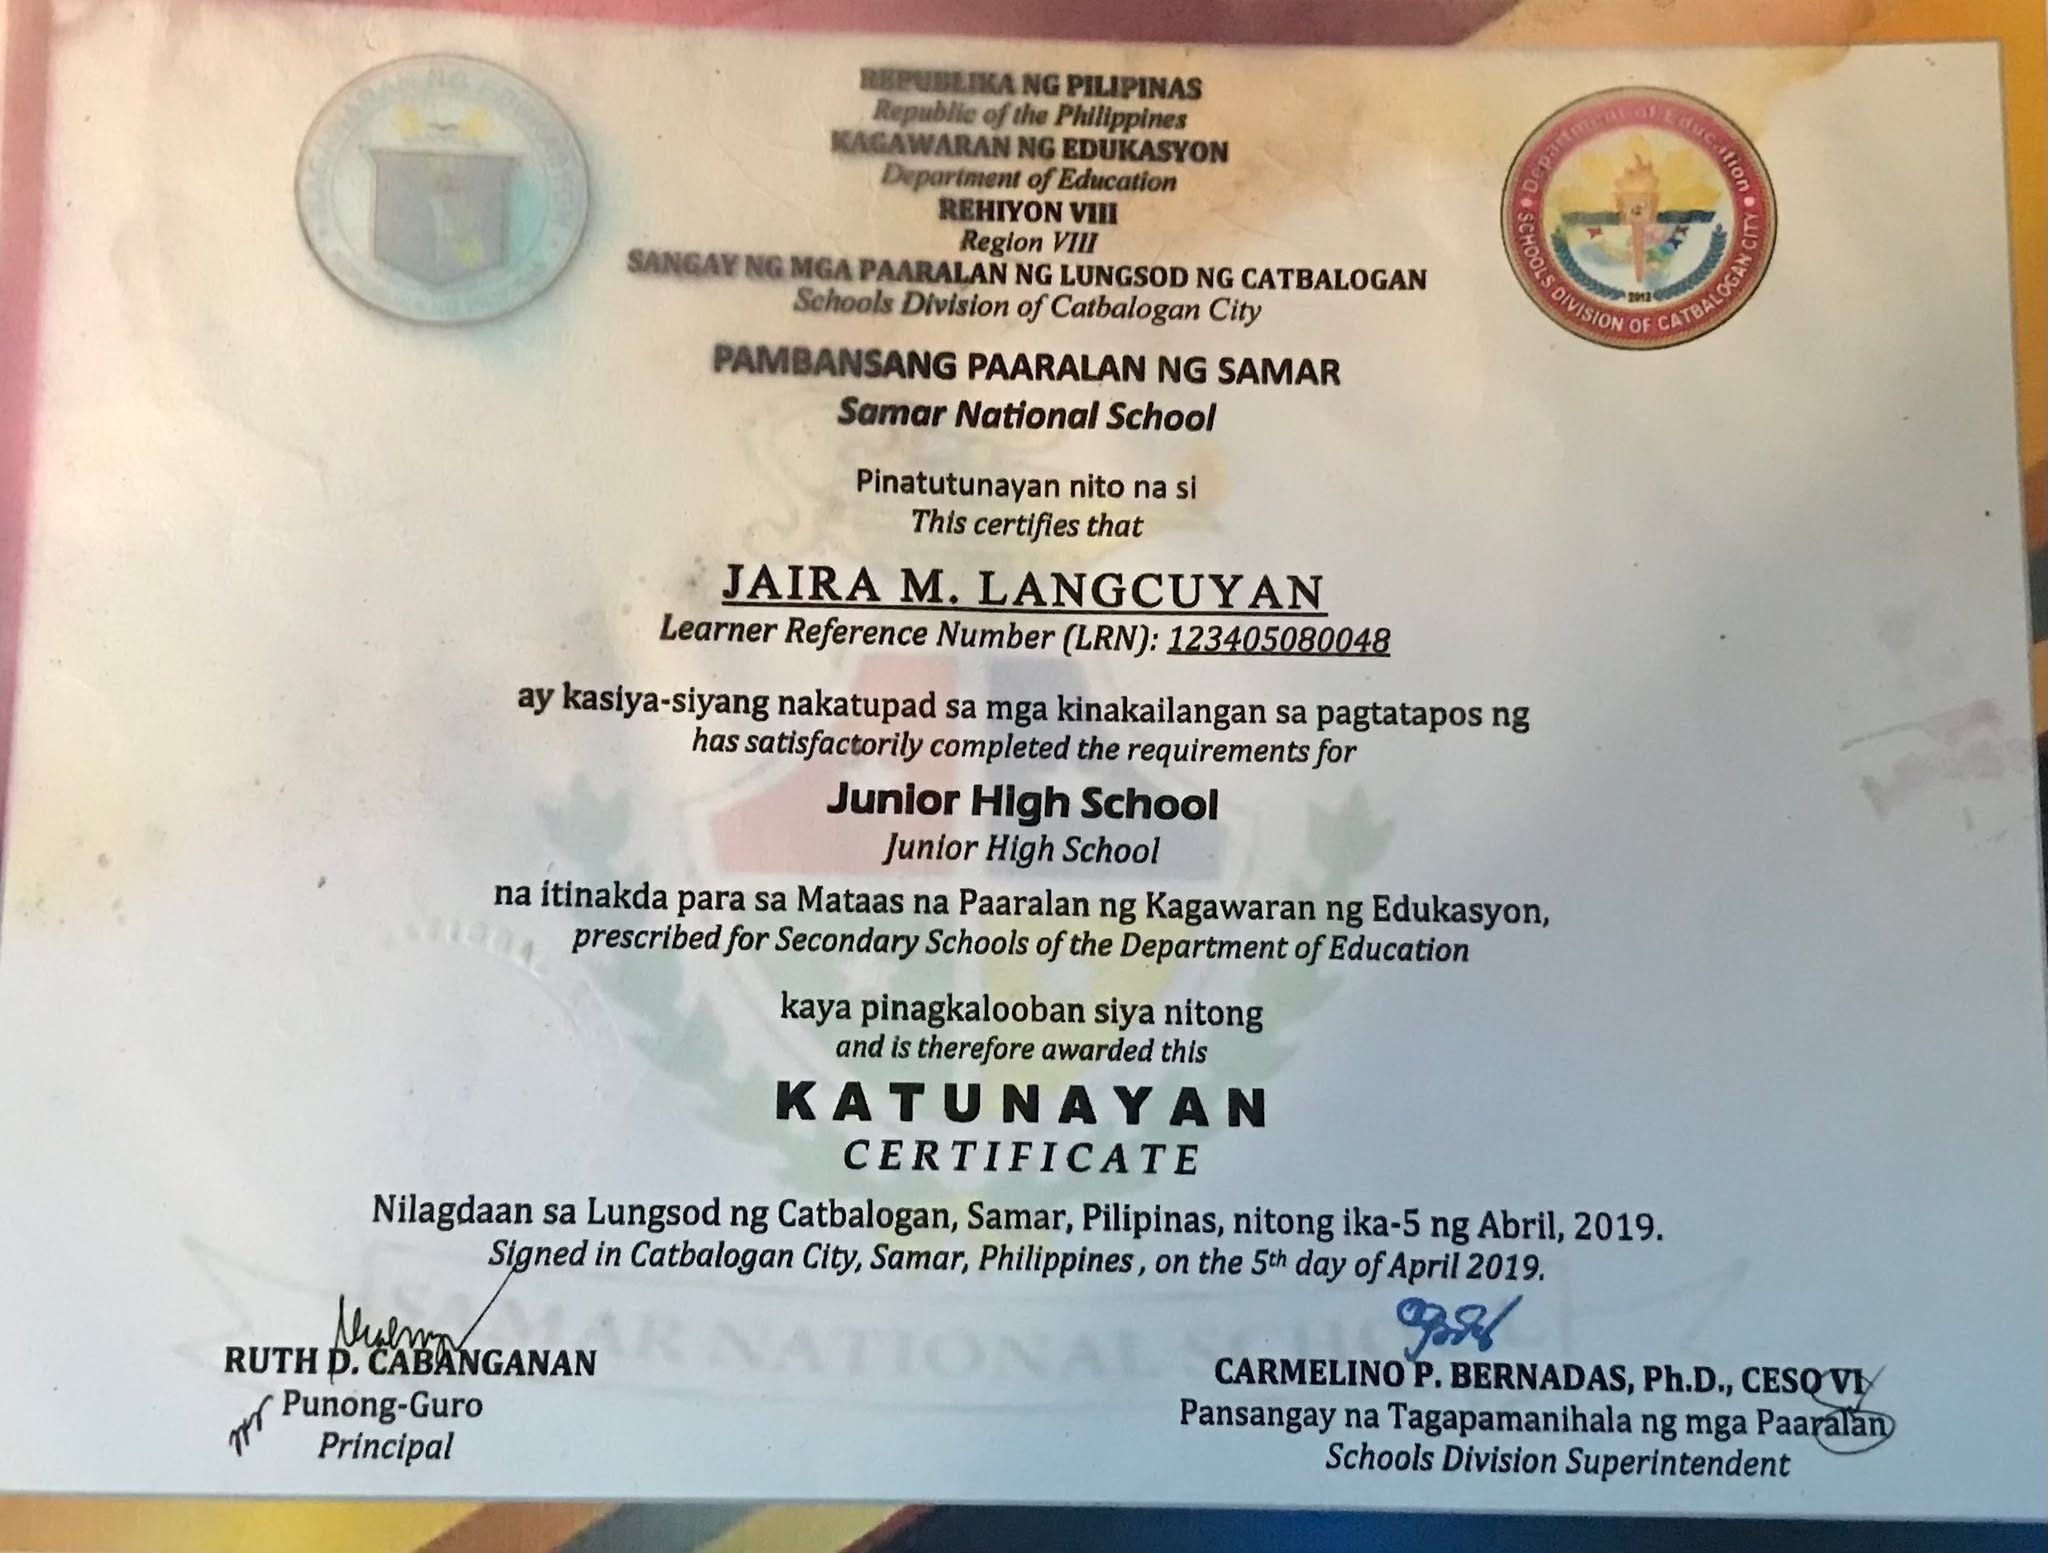 REPUBLIKA NG PILIPINAS
Republic of the Philippines
KAGAWARAN NG EDUKASYON
Department of Education
REHIYON VIII
Region VIII
SANGAY NG MGA PAARALAN NG LUNGSOD NG CATBALOGAN
Schools Division of Catbalogan City
Department of Education
SCHOOLS DIVISION OF CATBALOGAN CITY
2012
PAMBANSANG PAARALAN NG SAMAR
Samar National School
Pinatutunayan nito na si
This certifies that
JAIRA M. LANGCUYAN
Learner Reference Number (LRN): 123405080048
ay kasiya-siyang nakatupad sa mga kinakailangan sa pagtatapos ng
has satisfactorily completed the requirements for
Junior High School
Junior High School
na itinakda para sa Mataas na Paaralan ng Kagawaran ng Edukasyon,
prescribed for Secondary Schools of the Department of Education
kaya pinagkalooban siya nitong
and is therefore awarded this
KATUNAYAN
CERTIFICATE
Nilagdaan sa Lungsod ng Catbalogan, Samar, Pilipinas, nitong ika-5 ng Abril, 2019.
Signed in Catbalogan City, Samar, Philippines, on the 5th day of April 2019.
SAMAR NATIONAL SCHOOL
RUTH D. CABANGANAN
Punong-Guro
Principal
CARMELINO P. BERNADAS, Ph.D., CESO VI
Pansangay na Tagapamanihala ng mga Paaralan
Schools Division Superintendent